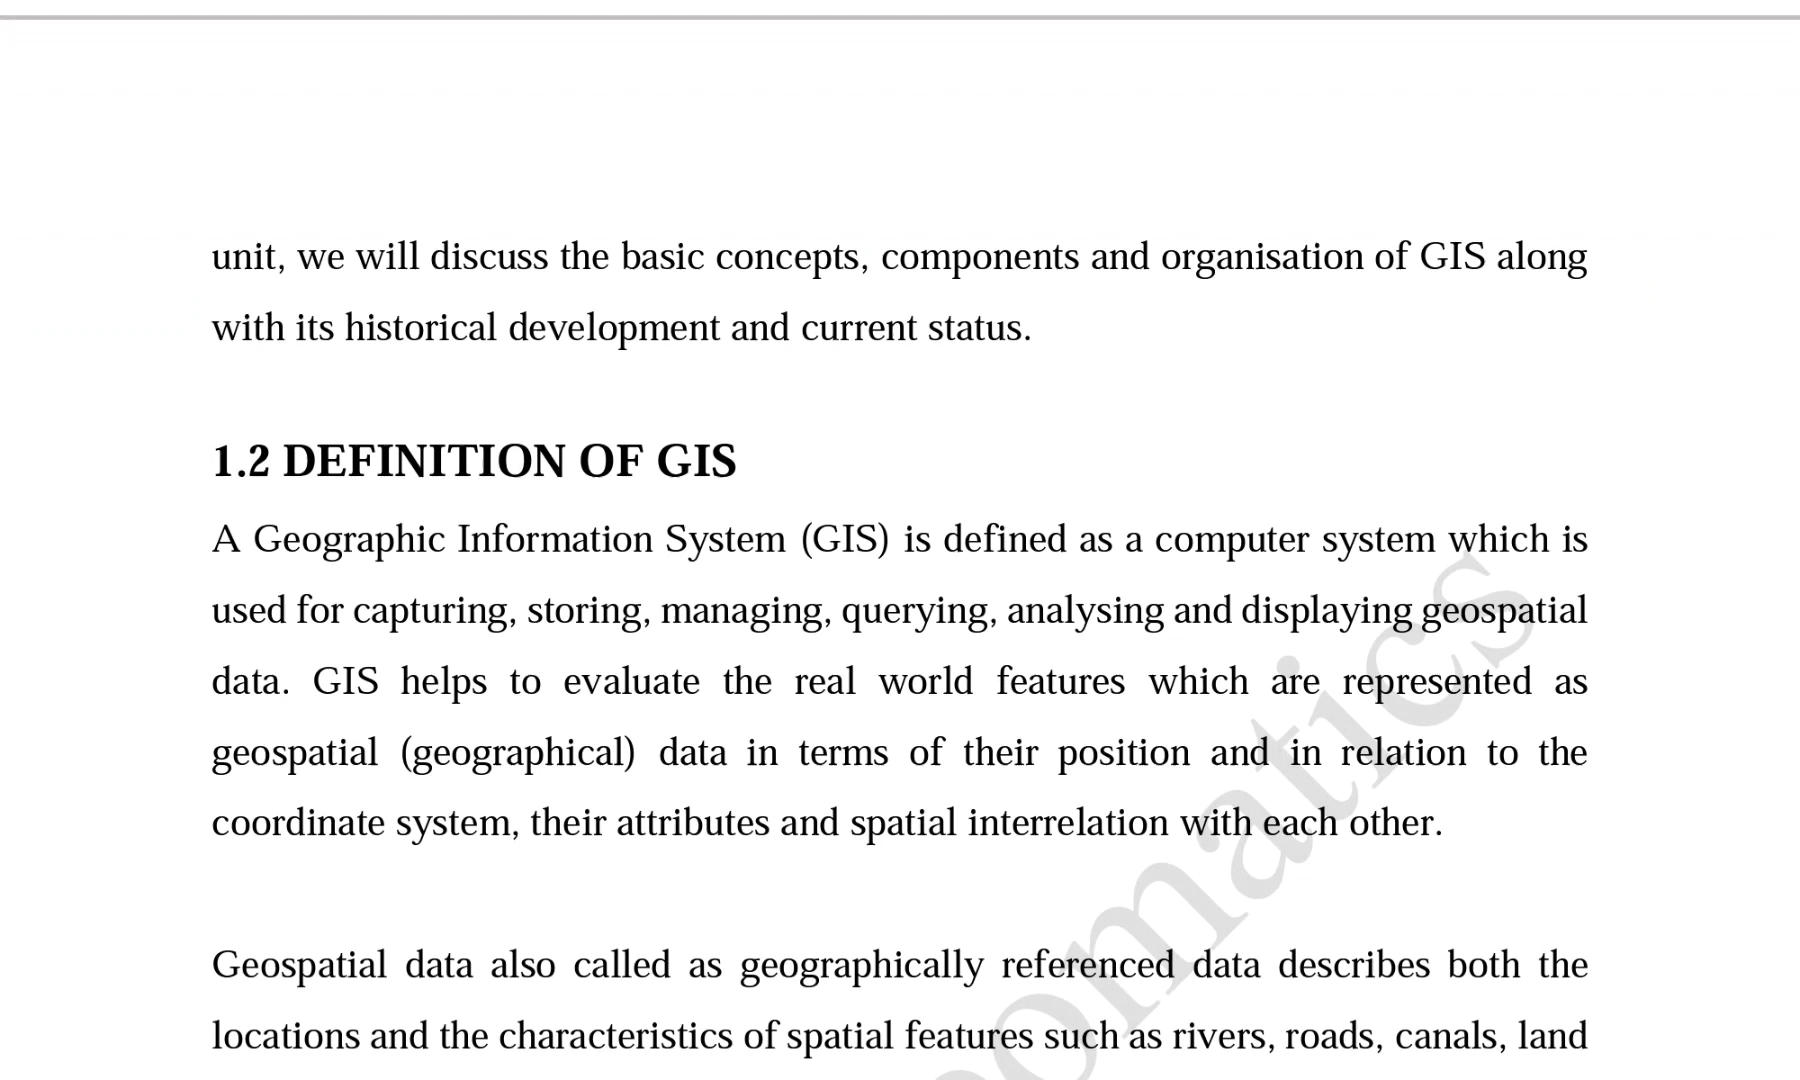 unit, we will discuss the basic concepts, components and organisation of GIS along
with its historical development and current status.
1.2 DEFINITION OF GIS
A Geographic Information System (GIS) is defined as a computer system which is
used for capturing, storing, managing, querying, analysing and displaying geospatial
data. GIS helps to evaluate the real world features which are represented as
geospatial (geographical) data in terms of their position and in relation to the
coordinate system, their attributes and spatial interrelation with each other.
Geospatial data also called as geographically referenced data describes both the
locations and the characteristics of spatial features such as rivers, roads, canals, land